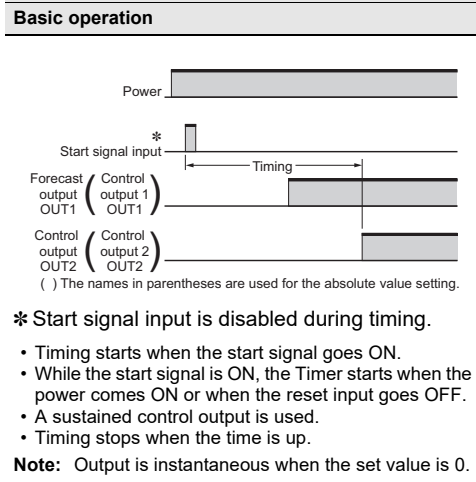 Basic operation
Power
✽
Start signal input
Timing
Forecast output OUT1 ( Control output 1 OUT1 )
Control output OUT2 ( Control output 2 OUT2 )
( ) The names in parentheses are used for the absolute value setting.
✽ Start signal input is disabled during timing.
• Timing starts when the start signal goes ON.
• While the start signal is ON, the Timer starts when the
power comes ON or when the reset input goes OFF.
• A sustained control output is used.
• Timing stops when the time is up.
Note: Output is instantaneous when the set value is 0.